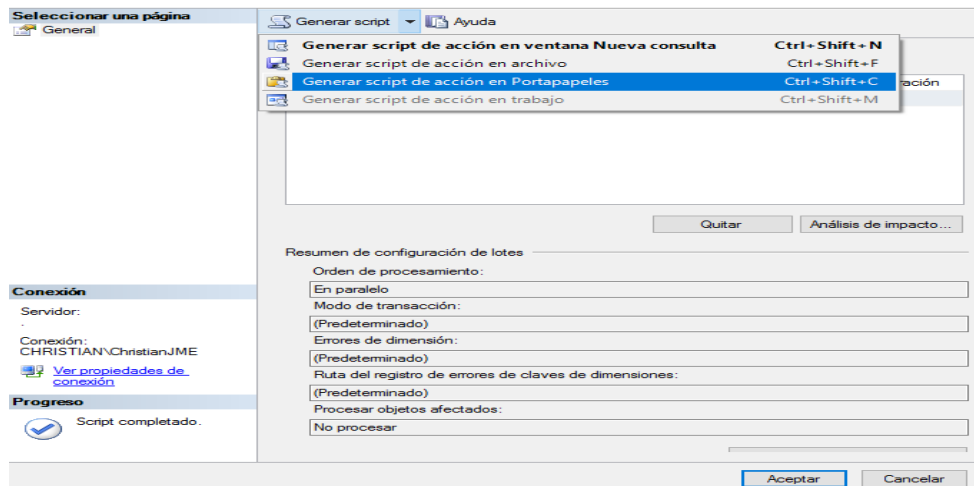 Seleccionar una página
General
Generar script
Ayuda
Generar script de acción en ventana Nueva consulta Ctrl+Shift+N
Generar script de acción en archivo Ctrl+Shift+F
Generar script de acción en Portapapeles Ctrl+Shift+C
ración
Generar script de acción en trabajo Ctrl+Shift+M
Quitar
Análisis de impacto...
Resumen de configuración de lotes
Orden de procesamiento:
En paralelo
Modo de transacción:
(Predeterminado)
Errores de dimensión:
(Predeterminado)
Ruta del registro de errores de claves de dimensiones:
(Predeterminado)
Procesar objetos afectados:
No procesar
Conexión
Servidor:
.
Conexión:
CHRISTIAN\ChristianJME
Ver propiedades de
conexión
Progreso
Script completado.
Aceptar
Cancelar